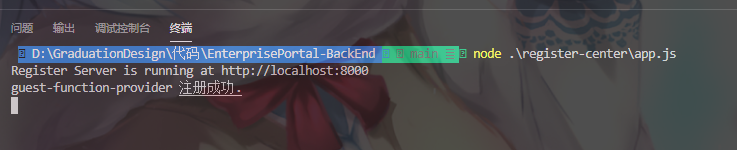 问题 输出 调试控制台 终端
D:\GraduationDesign\代码\EnterprisePortal-BackEnd main ≡ node .\register-center\app.js
Register Server is running at http://localhost:8000
guest-function-provider 注册成功.